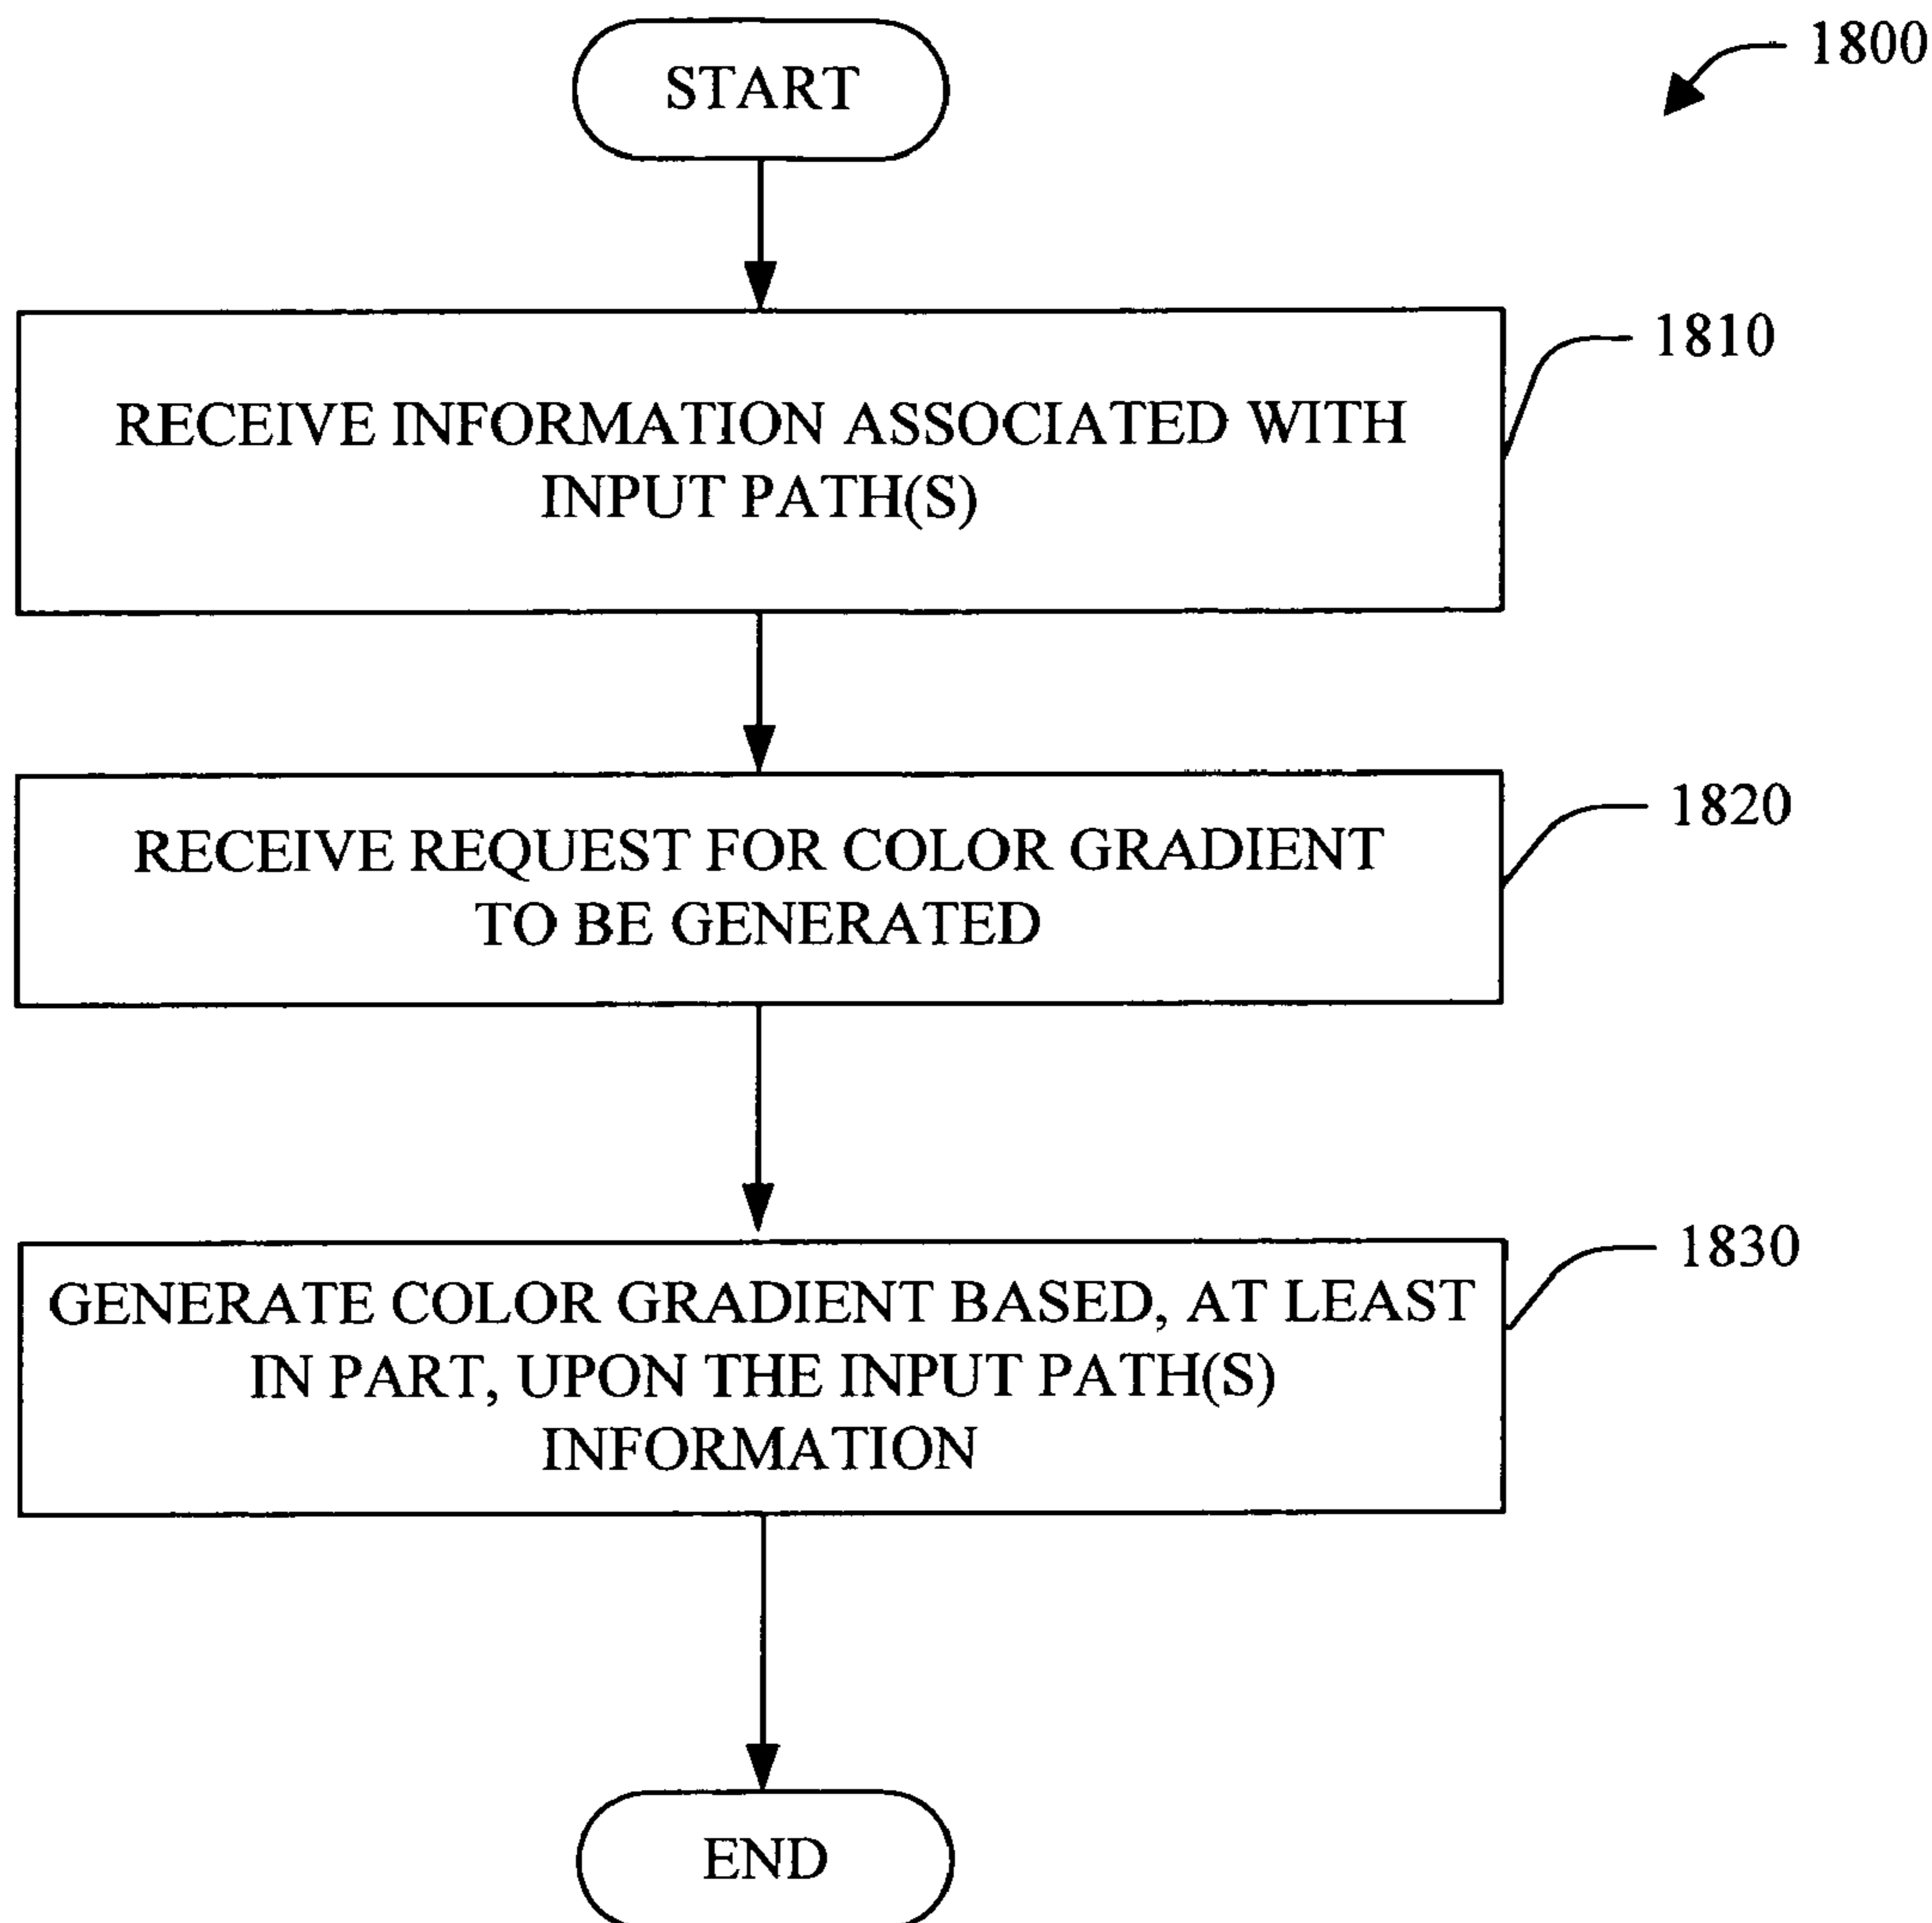 START
1800
1810
RECEIVE INFORMATION ASSOCIATED WITH
INPUT PATH(S)
1820
RECEIVE REQUEST FOR COLOR GRADIENT
TO BE GENERATED
1830
GENERATE COLOR GRADIENT BASED, AT LEAST
IN PART, UPON THE INPUT PATH(S)
INFORMATION
END